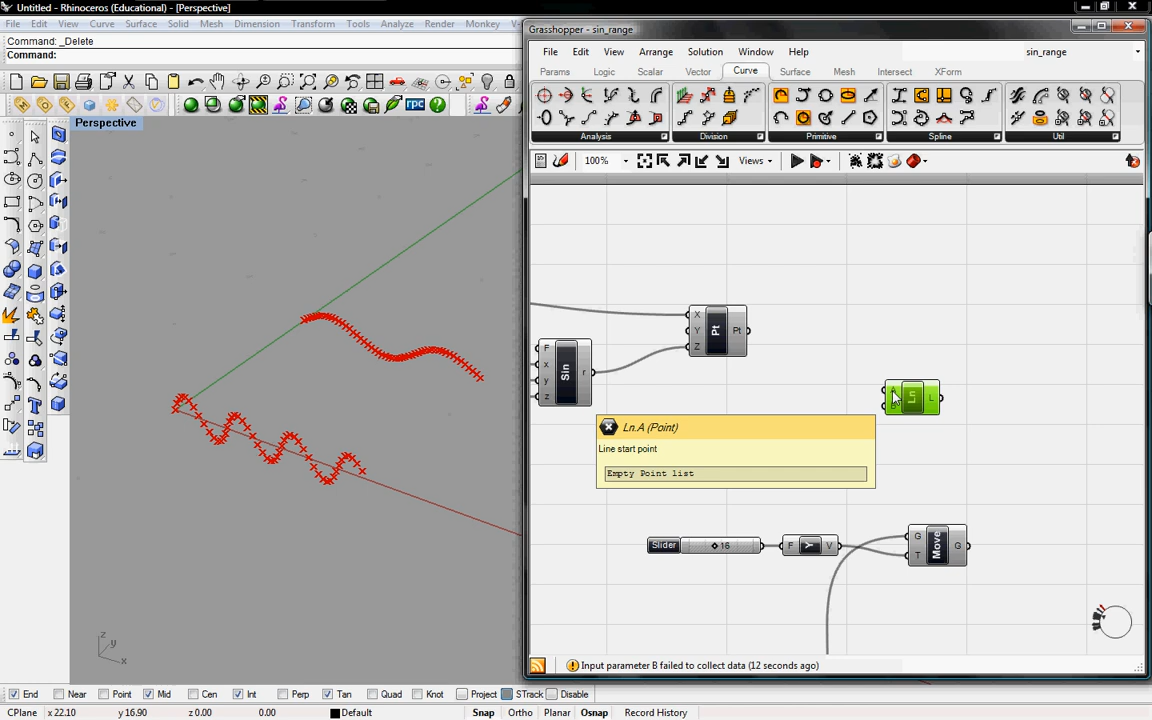 Untitled - Rhinoceros (Educational) - [Perspective]
File Edit View Curve Surface Solid Mesh Dimension Transform Tools Analyze Render Monkey V-
Command: _Delete
Command:
rpc
Perspective
z
y
x
End Near Point Mid Cen Int Perp Tan Quad Knot Project STrack Disable
CPlane x 22.10 y 16.90 z 0.00 0.00 Default Snap Ortho Planar Osnap Record History
Grasshopper - sin_range
File Edit View Arrange Solution Window Help sin_range
Params Logic Scalar Vector Curve Surface Mesh Intersect XForm
Analysis Division Primitive Spline Util
100% Views
X
Y
Z
Pt
Pt
F
x
y
z
Sin
r
A
Ln
L
Ln.A (Point)
Line start point
Empty Point list
Slider 16
F Y V
G
T
Move
G
Input parameter B failed to collect data (12 seconds ago)